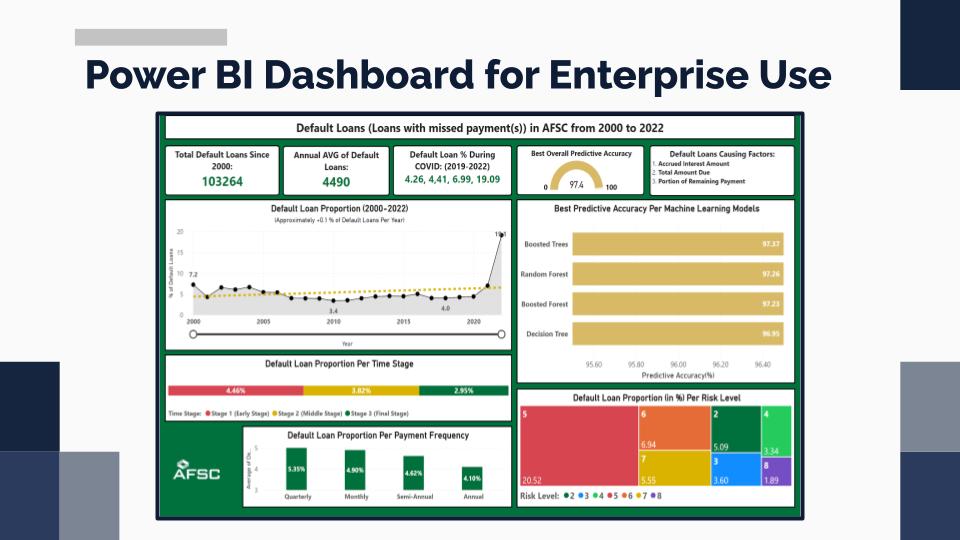 Power BI Dashboard for Enterprise Use
Default Loans (Loans with missed payment(s)) in AFSC from 2000 to 2022
Total Default Loans Since
2000:
103264
Annual AVG of Default
Loans:
4490
Default Loan % During
COVID: (2019-2022)
4.26, 4,41, 6.99, 19.09
Best Overall Predictive Accuracy
0 97.4 100
Default Loans Causing Factors:
1. Accrued Interest Amount
2. Total Amount Due
3. Portion of Remaining Payment
Default Loan Proportion (2000-2022)
(Approximately +0.1 % of Default Loans Per Year)
% of Default Loans
20
15
10
5
0
7.2
3.4
4.0
19.1
2000 2005 2010 2015 2020
Year
Best Predictive Accuracy Per Machine Learning Models
Boosted Trees 97.37
Random Forest 97.26
Boosted Forest 97.23
Decision Tree 96.95
95.60 95.80 96.00 96.20 96.40
Predictive Accuracy(%)
Default Loan Proportion Per Time Stage
4.46% 3.82% 2.95%
Time Stage: Stage 1 (Early Stage) Stage 2 (Middle Stage) Stage 3 (Final Stage)
AFSC
Default Loan Proportion Per Payment Frequency
Average of De...
5
4
3
5.35% 4.90% 4.62% 4.10%
Quarterly Monthly Semi-Annual Annual
Default Loan Proportion (in %) Per Risk Level
5
20.52
6
6.94
7
5.55
2
5.09
3
3.60
4
3.34
8
1.89
Risk Level: 2 3 4 5 6 7 8